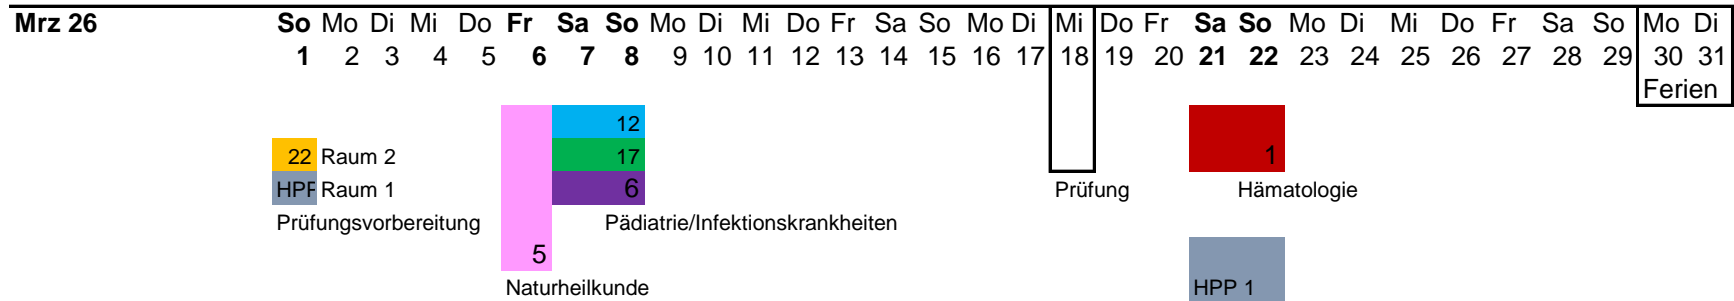 Mrz 26 So Mo Di Mi Do Fr Sa So Mo Di Mi Do Fr Sa So Mo Di Mi Do Fr Sa So Mo Di Mi Do Fr Sa So Mo Di
1 2 3 4 5 6 7 8 9 10 11 12 13 14 15 16 17 18 19 20 21 22 23 24 25 26 27 28 29 30 31
Ferien
12
22 Raum 2 17 1
HPP Raum 1 6 Prüfung Hämatologie
Prüfungsvorbereitung Pädiatrie/Infektionskrankheiten
5
Naturheilkunde HPP 1